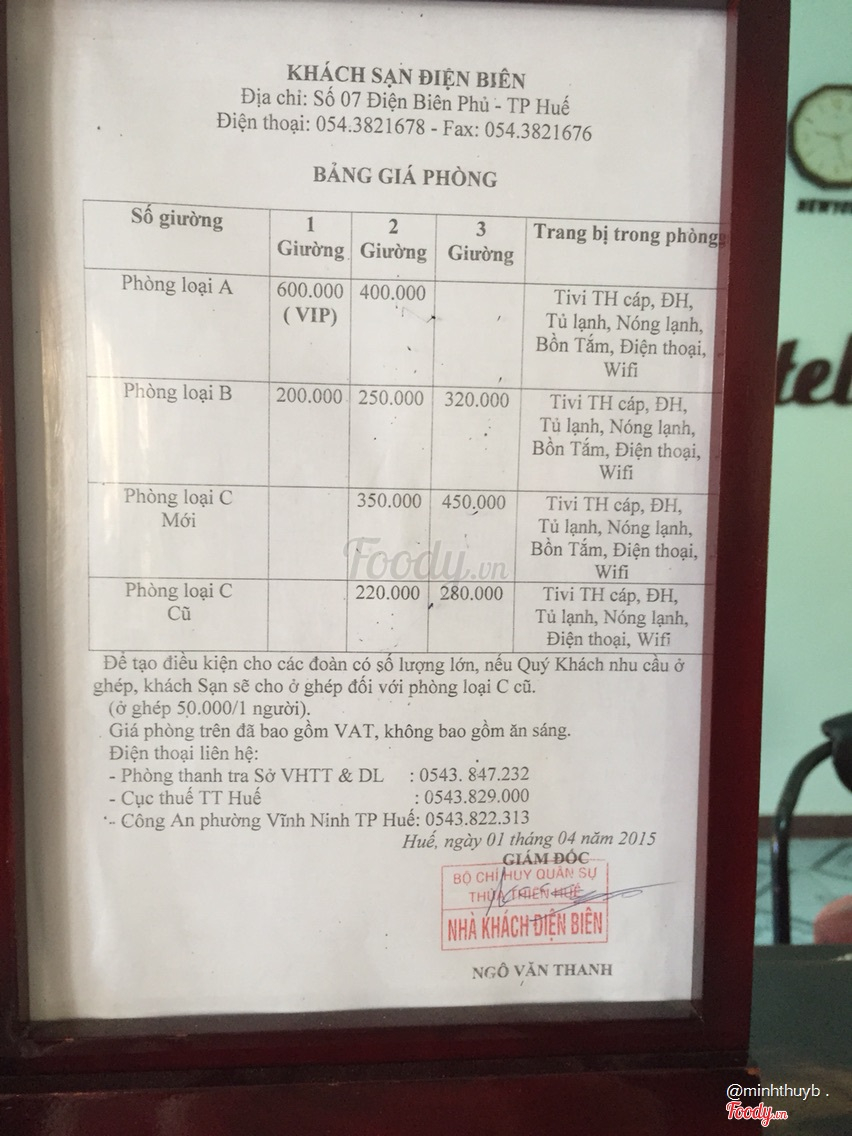 KHÁCH SẠN ĐIỆN BIÊN
Địa chỉ: Số 07 Điện Biên Phủ - TP Huế
Điện thoại: 054.3821678 - Fax: 054.3821676
BẢNG GIÁ PHÒNG
Số giường 1 Giường 2 Giường 3 Giường Trang bị trong phòng
Phòng loại A 600.000 400.000 Tivi TH cáp, ĐH,
( VIP) Tủ lạnh, Nóng lạnh,
Bồn Tắm, Điện thoại,
Wifi
Phòng loại B 200.000 250.000 320.000 Tivi TH cáp, ĐH,
Tủ lạnh, Nóng lạnh,
Bồn Tắm, Điện thoại,
Wifi
Phòng loại C 350.000 450.000 Tivi TH cáp, ĐH,
Mới Tủ lạnh, Nóng lạnh,
Bồn Tắm, Điện thoại,
Wifi
Phòng loại C 220.000 280.000 Tivi TH cáp, ĐH,
Cũ Tủ lạnh, Nóng lạnh,
Điện thoại, Wifi
Để tạo điều kiện cho các đoàn có số lượng lớn, nếu Quý Khách nhu cầu ở
ghép, khách Sạn sẽ cho ở ghép đối với phòng loại C cũ.
(ở ghép 50.000/1 người).
Giá phòng trên đã bao gồm VAT, không bao gồm ăn sáng.
Điện thoại liên hệ:
- Phòng thanh tra Sở VHTT & DL : 0543. 847.232
- Cục thuế TT Huế : 0543.829.000
- Công An phường Vĩnh Ninh TP Huế: 0543.822.313
Huế, ngày 01 tháng 04 năm 2015
GIÁM ĐỐC
BỘ CHỈ HUY QUÂN SỰ
THỪA THIÊN HUẾ
NHÀ KHÁCH ĐIỆN BIÊN
NGÔ VĂN THANH
Foody.vn
tel
@minhthuyb .
Foody.vn